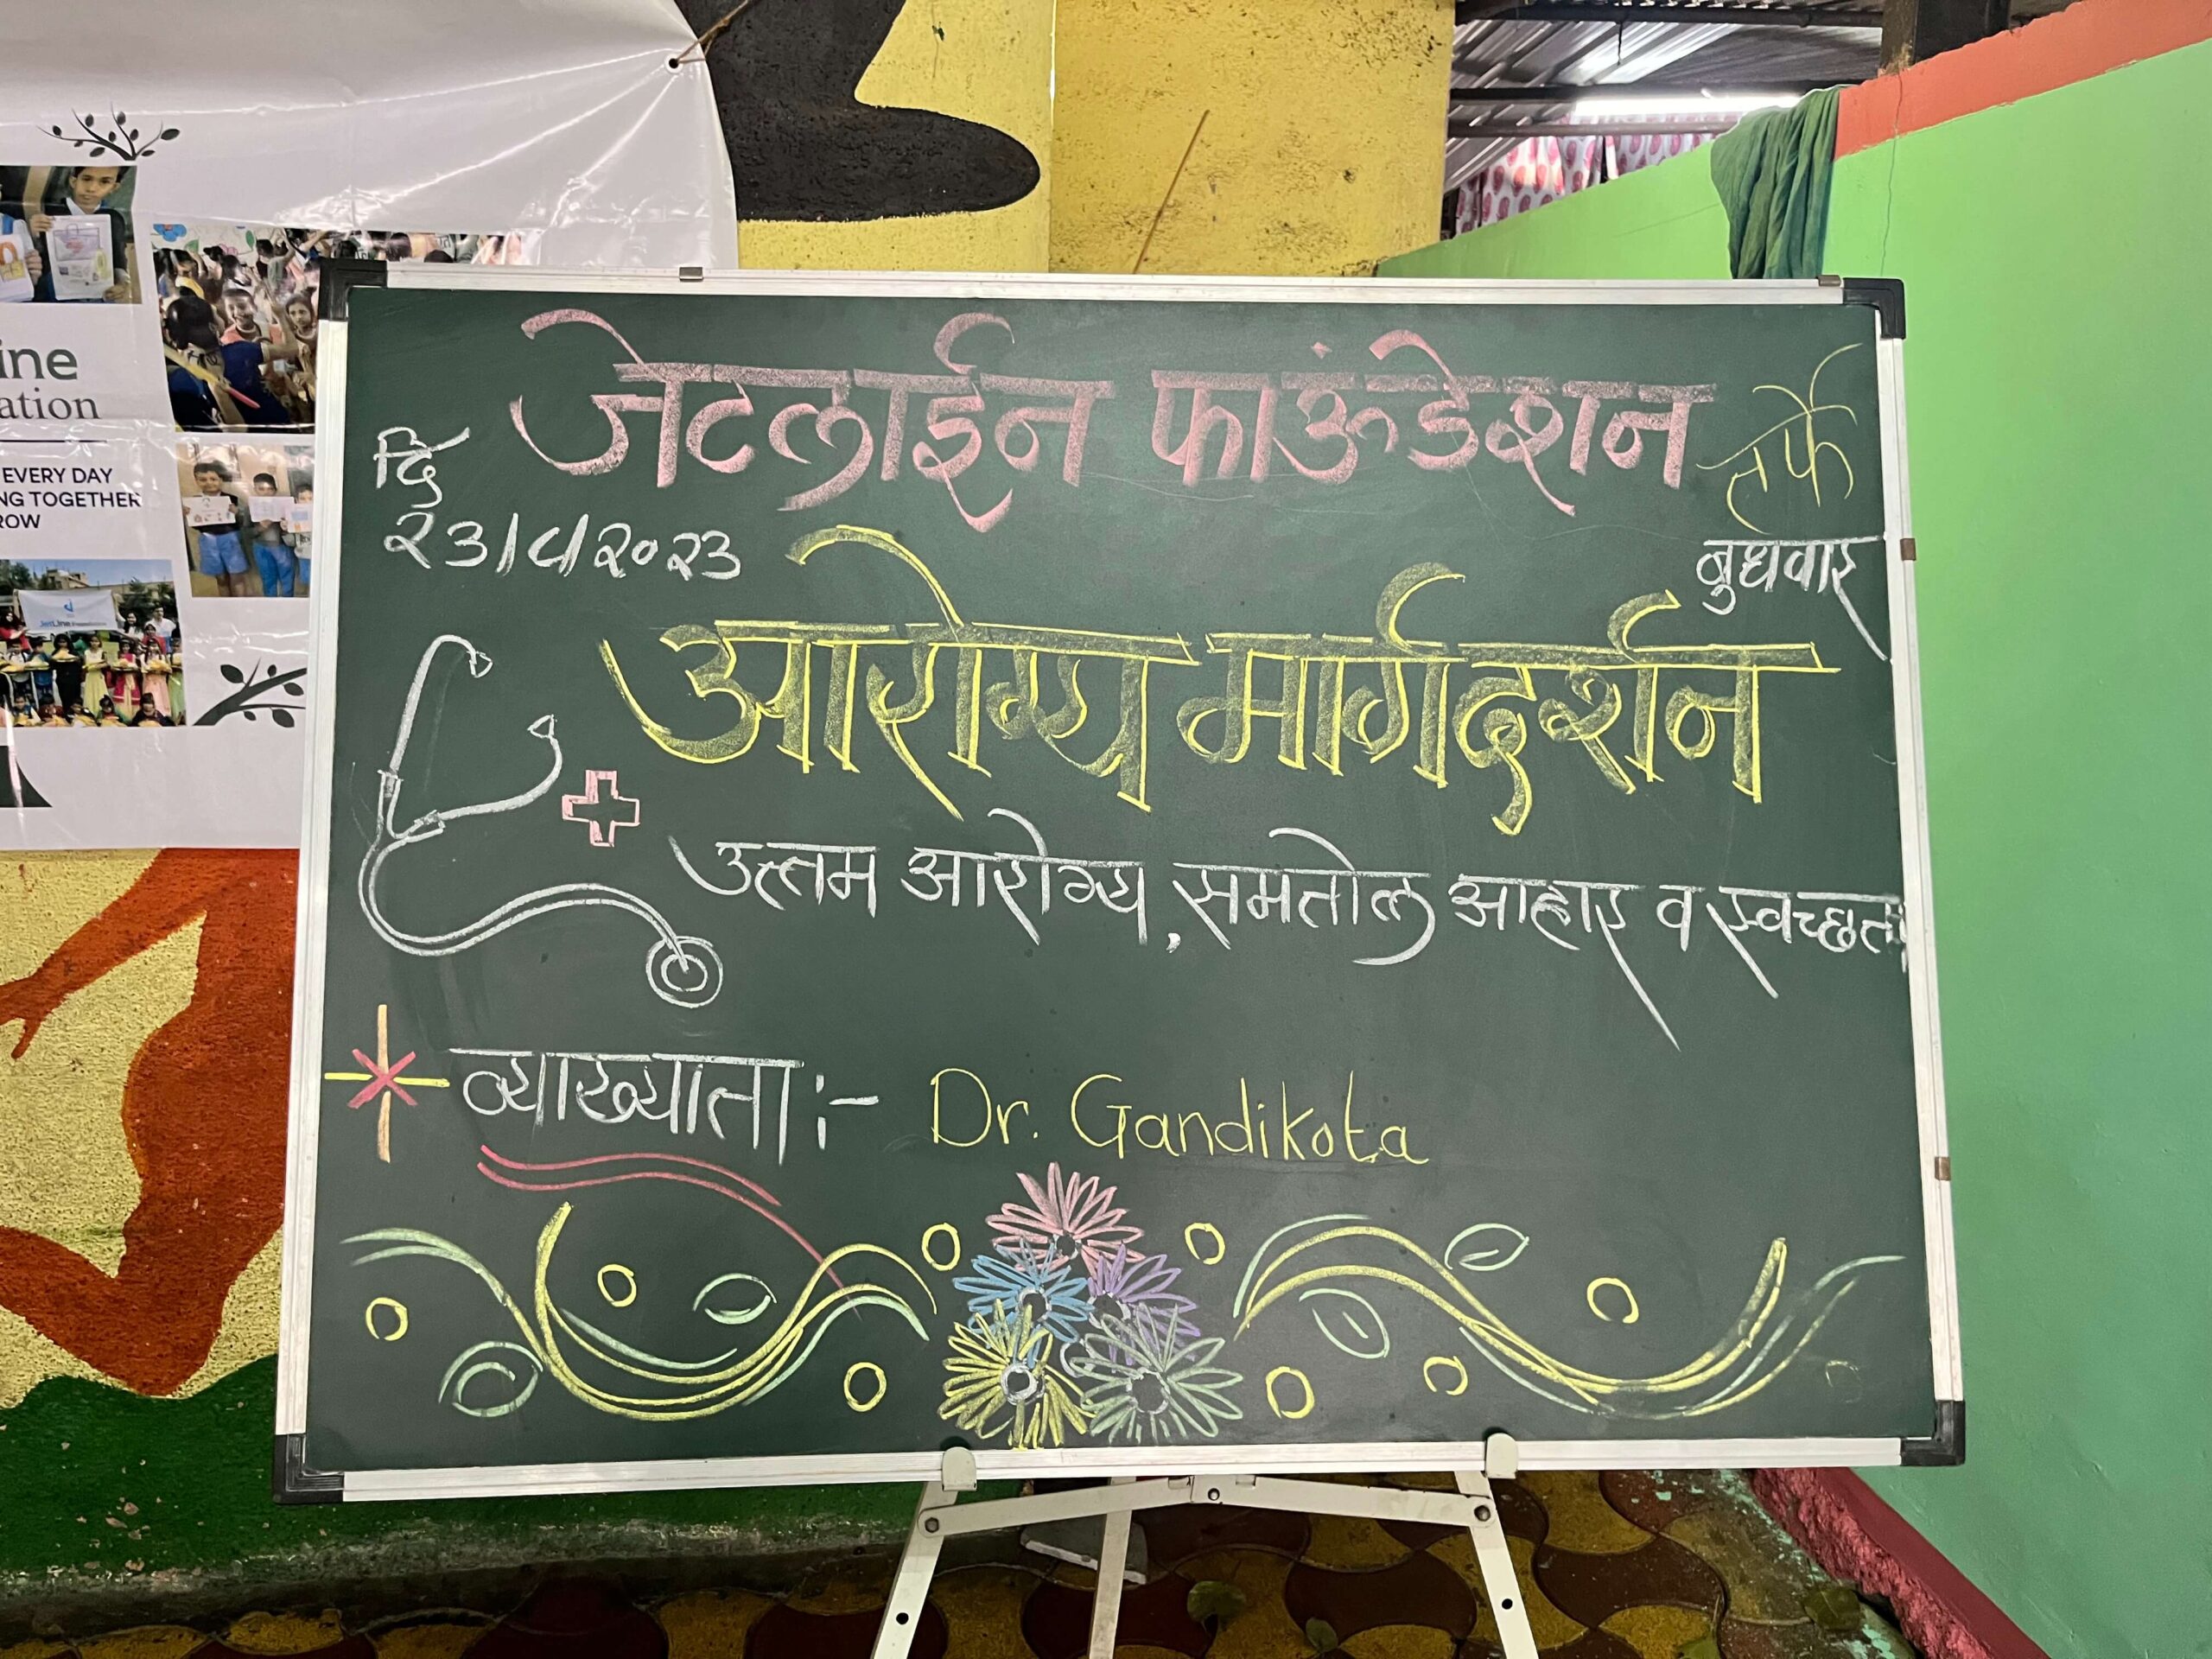 ine
ation
EVERY DAY
NG TOGETHER
ROW
जेटलाईन फाऊंडेशन तर्फे
दि
२३/८/२०२३
बुधवार
आरोग्य मार्गदर्शन
उत्तम आरोग्य, समतोल आहार व स्वच्छता
व्याख्याता :- Dr. Gandikota